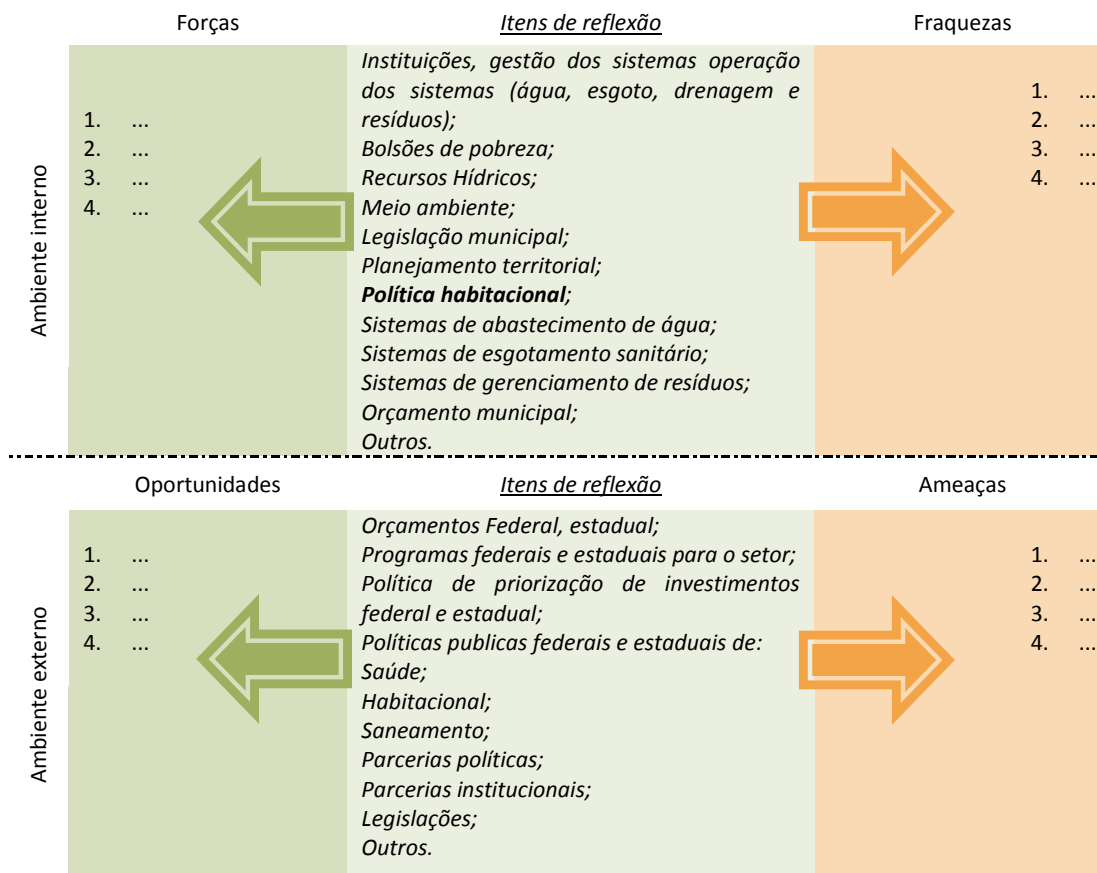 Forças
Itens de reflexão
Fraquezas
Ambiente interno
1. ...
2. ...
3. ...
4. ...
Instituições, gestão dos sistemas operação
dos sistemas (água, esgoto, drenagem e
resíduos);
Bolsões de pobreza;
Recursos Hídricos;
Meio ambiente;
Legislação municipal;
Planejamento territorial;
Política habitacional;
Sistemas de abastecimento de água;
Sistemas de esgotamento sanitário;
Sistemas de gerenciamento de resíduos;
Orçamento municipal;
Outros.
1. ...
2. ...
3. ...
4. ...
Oportunidades
Itens de reflexão
Ameaças
Ambiente externo
1. ...
2. ...
3. ...
4. ...
Orçamentos Federal, estadual;
Programas federais e estaduais para o setor;
Política de priorização de investimentos
federal e estadual;
Políticas publicas federais e estaduais de:
Saúde;
Habitacional;
Saneamento;
Parcerias políticas;
Parcerias institucionais;
Legislações;
Outros.
1. ...
2. ...
3. ...
4. ...